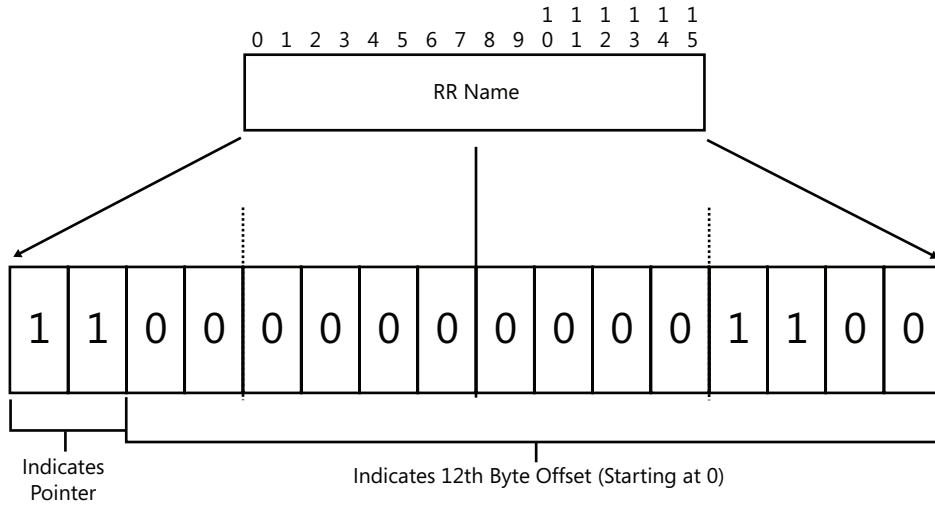 1 1 1 1 1 1
0 1 2 3 4 5 6 7 8 9 0 1 2 3 4 5
RR Name
1 1 0 0 0 0 0 0 0 0 0 0 1 1 0 0
Indicates
Pointer
Indicates 12th Byte Offset (Starting at 0)